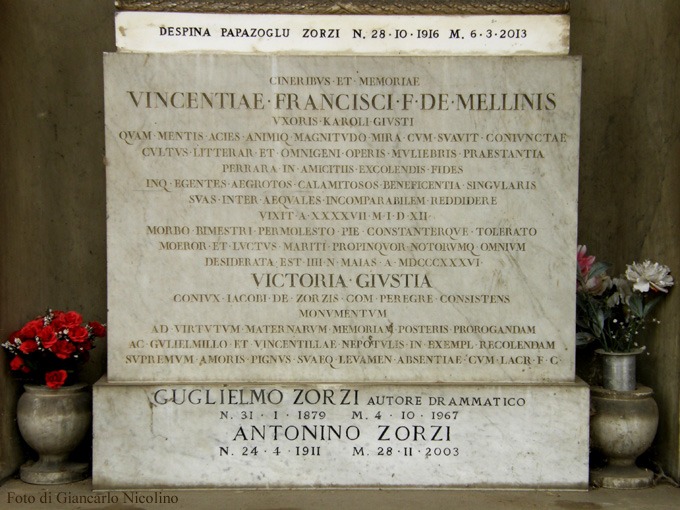 DESPINA PAPAZOGLU ZORZI N. 28·10·1916 M. 6·3·2013
CINERIBVS·ET·MEMORIAE
VINCENTIAE·FRANCISCI·F·DE·MELLINIS
VXORIS·KAROLI·GIVSTI
QVAM·MENTIS·ACIES·ANIMIQ·MAGNITVDO·MIRA·CVM·SVAVIT·CONIVNCTAE
CVLTVS·LITTERAR·ET·OMNIGENI·OPERIS·MVLIEBRIS·PRAESTANTIA
PERRARA·IN·AMICITIIS·EXCOLENDIS·FIDES
INQ·EGENTES·AEGROTOS·CALAMITOSOS·BENEFICENTIA·SINGVLARIS
SVAS·INTER·AEQVALES·INCOMPARABILEM·REDDIDERE
VIXIT·A·XXXXVII·M·I·D·XII·
MORBO·BIMESTRI·PERMOLESTO·PIE·CONSTANTERQVE·TOLERATO
MOEROR·ET·LVCTVS·MARITI·PROPINQVOR·NOTORVMQ·OMNIVM
DESIDERATA·EST·IIII·N·MAIAS·A·MDCCCXXXVI·
VICTORIA·GIVSTIA
CONIVX·IACOBI·DE·ZORZIS·COM·PEREGRE·CONSISTENS
MONVMENTVM
AD·VIRTVTVM·MATERNARVM·MEMORIAM·POSTERIS·PROROGANDAM
AC·GVLIELMILLO·ET·VINCENTILLAE·NEPOTVLIS·IN·EXEMPL·RECOLENDAM
SVPREMVM·AMORIS·PIGNVS·SVAEQ·LEVAMEN·ABSENTIAE·CVM·LACR·F·C·
GUGLIELMO ZORZI AUTORE DRAMMATICO
N. 31·1·1879 M. 4·10·1967
ANTONINO ZORZI
N. 24·4·1911 M. 28·11·2003
Foto di Giancarlo Nicolino